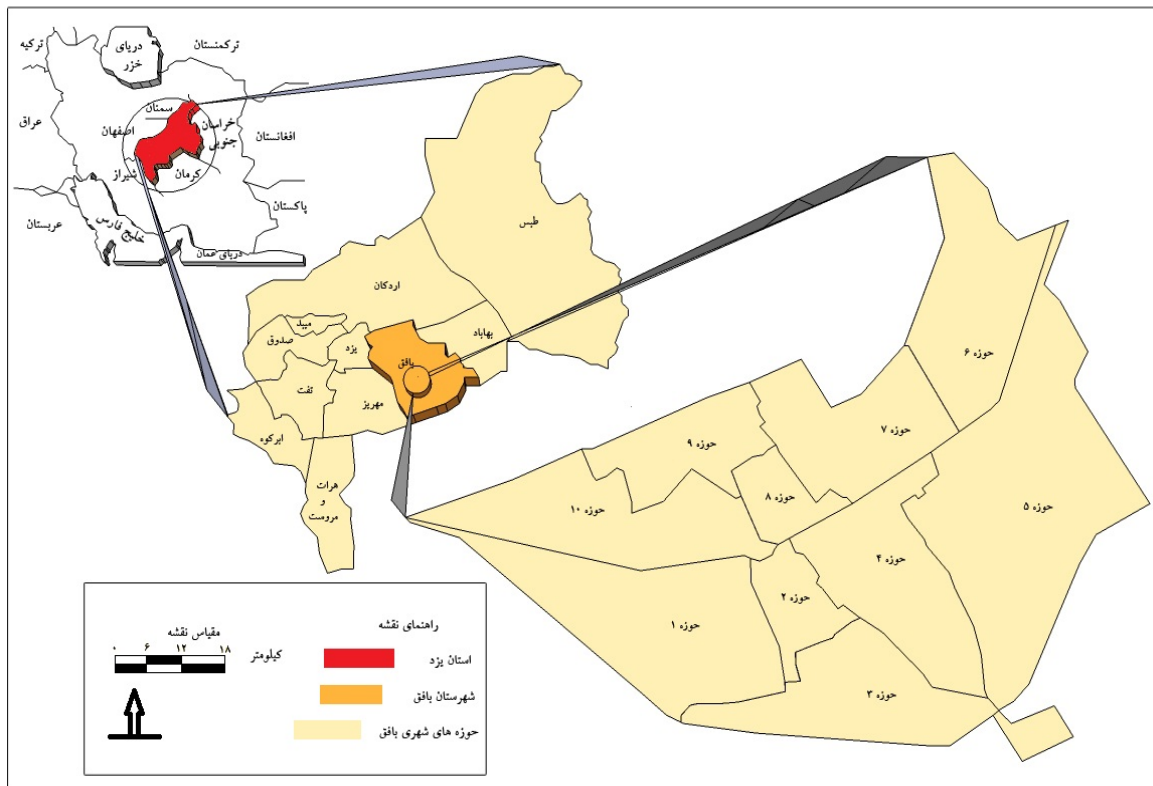 ترکیه
دریای
خزر
ترکمنستان
سمنان
عراق
اصفهان
خراسان
جنوبی
افغانستان
شیراز
کرمان
پاکستان
عربستان
خلیج فارس
دریای عمان
طبس
اردکان
میبد
صدوق
یزد
بهاباد
بافق
تفت
مهریز
ابرکوه
هرات
و
مروست
حوزه ۶
حوزه ۷
حوزه ۹
حوزه ۸
حوزه ۱۰
حوزه ۵
حوزه ۴
حوزه ۲
حوزه ۱
حوزه ۳
راهنمای نقشه
استان یزد
شهرستان بافق
حوزه های شهری بافق
مقیاس نقشه
۰ ۶ ۱۲ ۱۸
کیلومتر